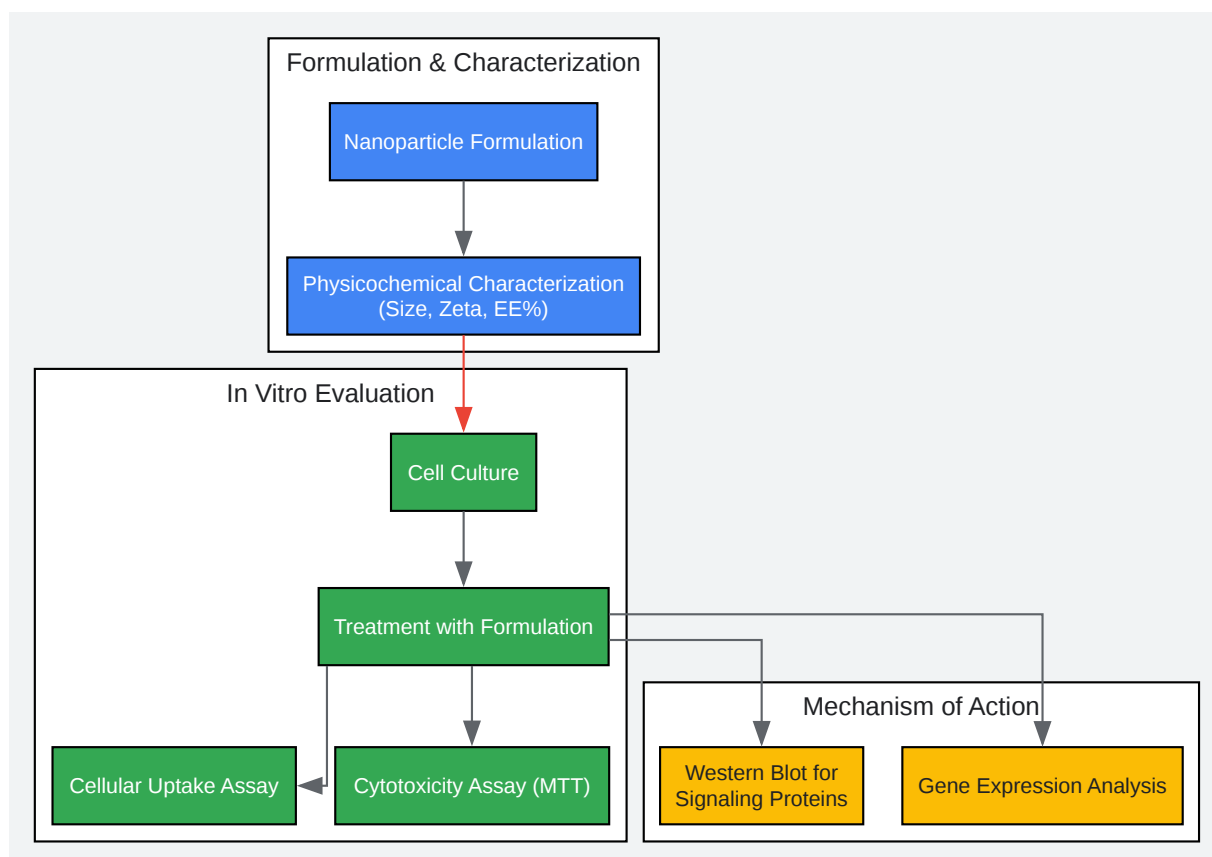 Formulation & Characterization
Nanoparticle Formulation
Physicochemical Characterization
(Size, Zeta, EE%)
In Vitro Evaluation
Cell Culture
Treatment with Formulation
Cellular Uptake Assay
Cytotoxicity Assay (MTT)
Mechanism of Action
Western Blot for
Signaling Proteins
Gene Expression Analysis